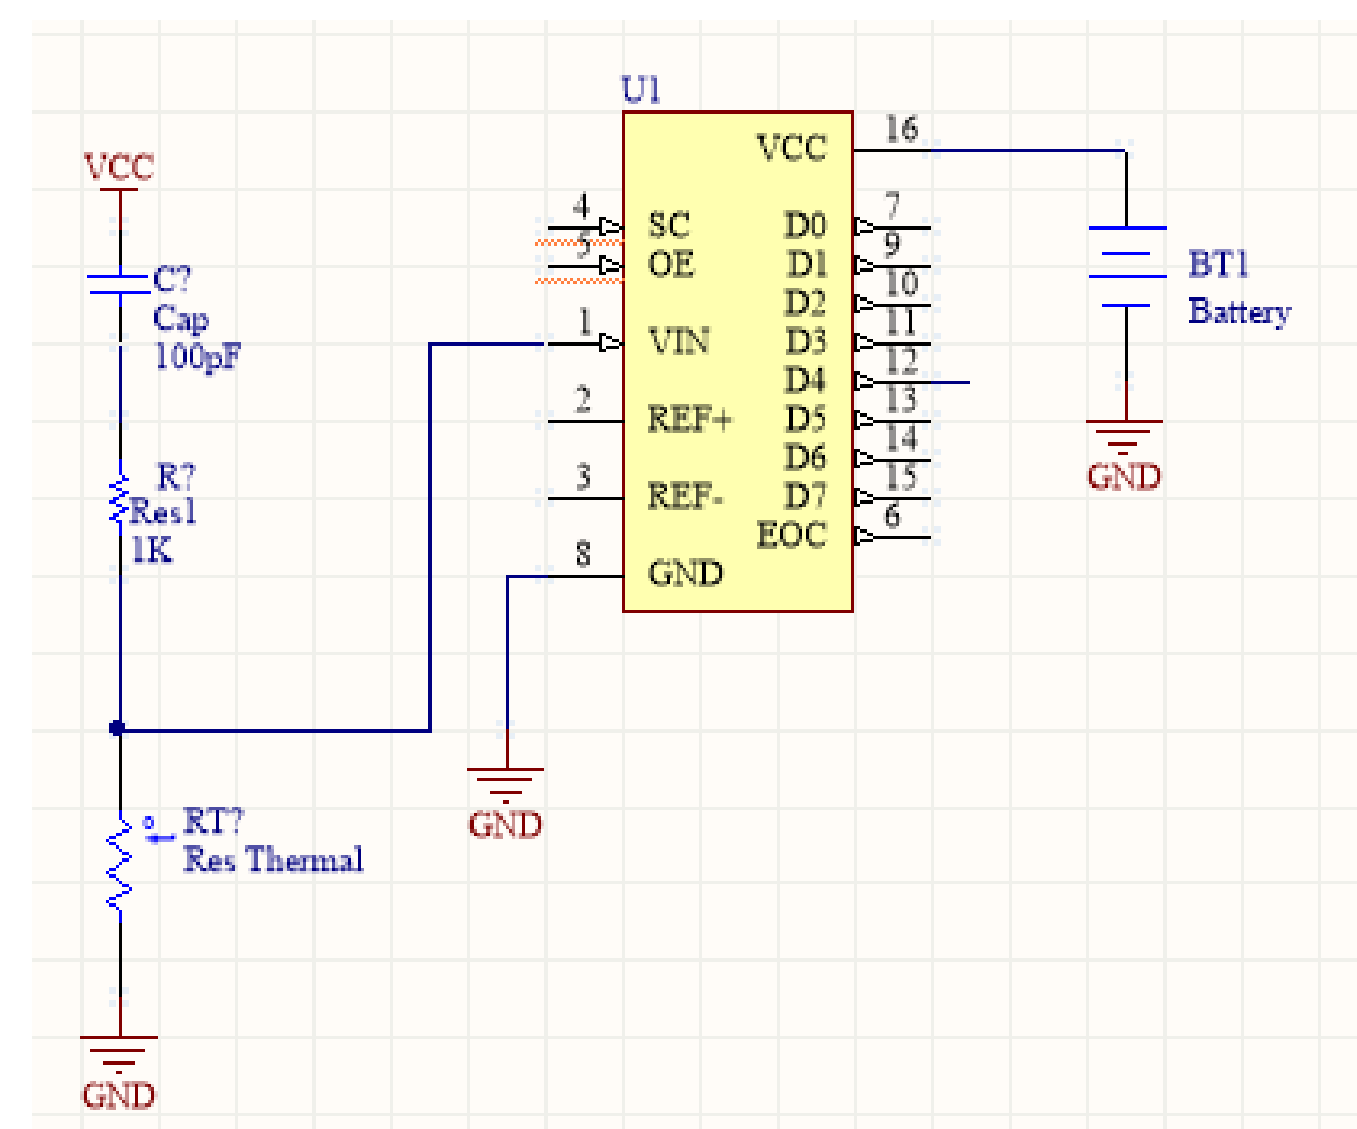 U1
VCC
16
VCC
4
SC
D0
7
5
OE
D1
9
D2
10
1
VIN
D3
11
D4
12
2
REF+
D5
13
D6
14
3
REF-
D7
15
EOC
6
8
GND
C?
Cap
100pF
R?
Res1
1K
BT1
Battery
GND
GND
RT?
Res Thermal
GND